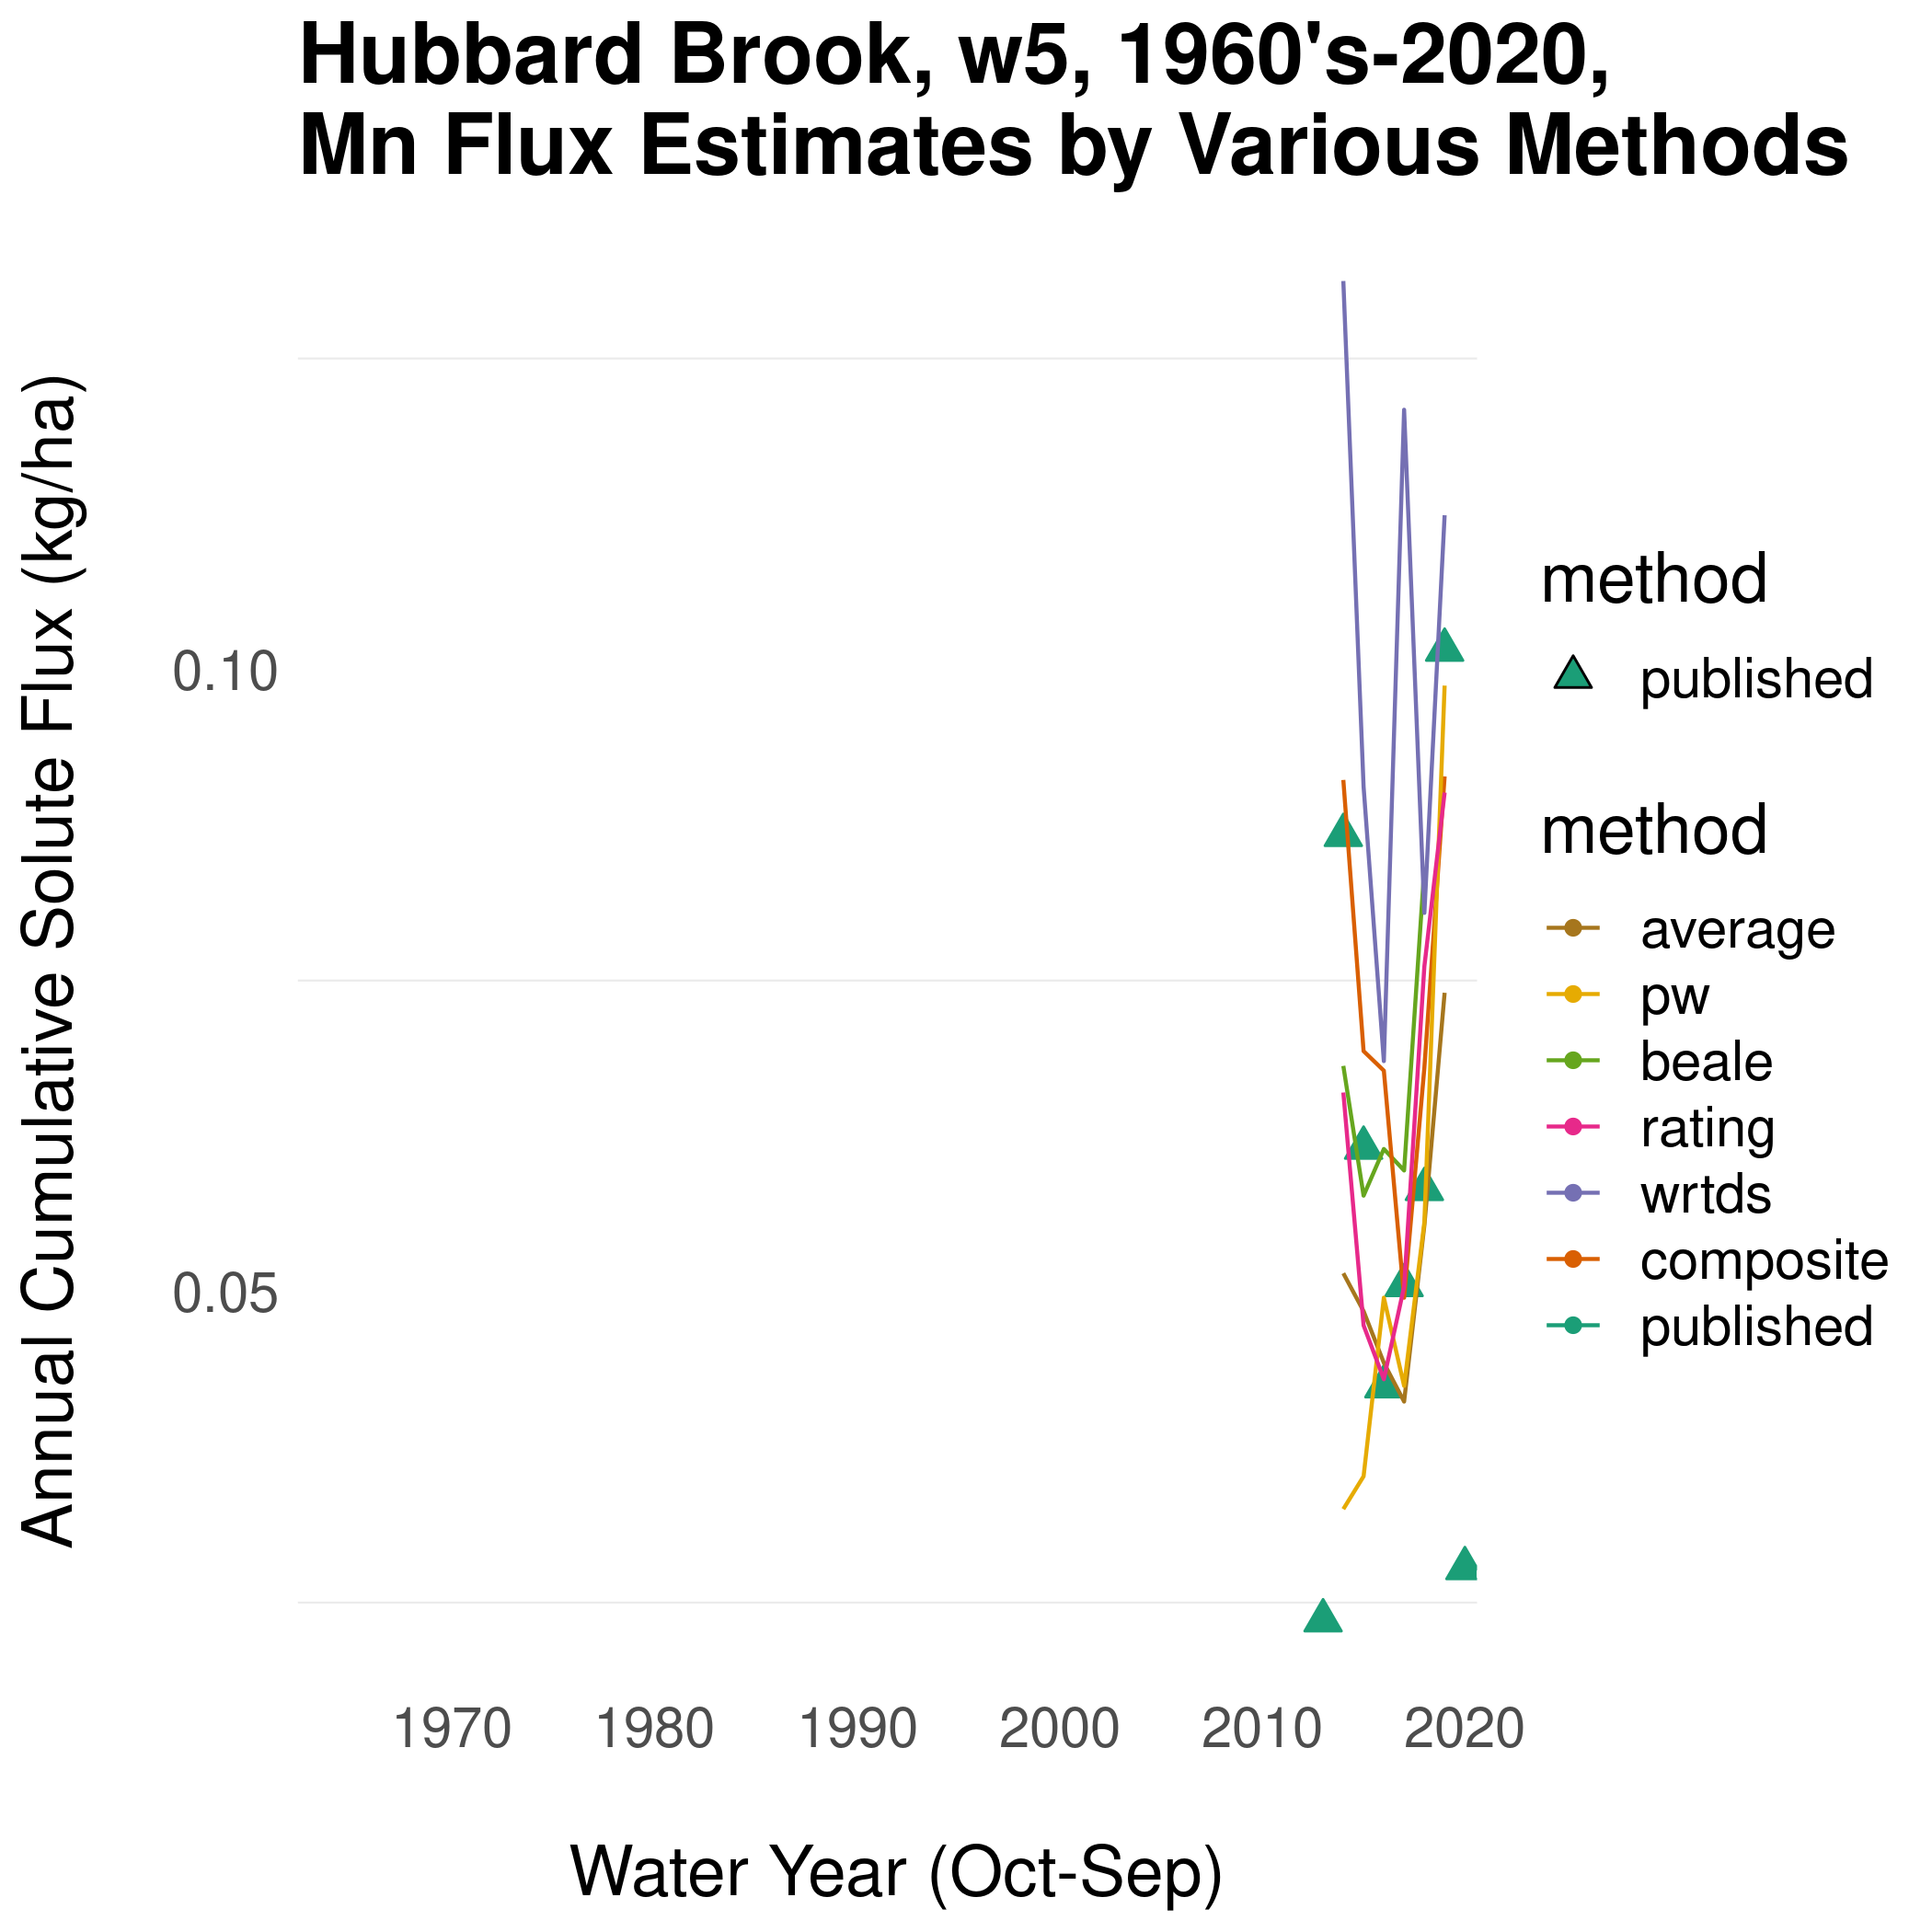 Hubbard Brook, w5, 1960's-2020,
Mn Flux Estimates by Various Methods
Annual Cumulative Solute Flux (kg/ha)
0.10
0.05
1970
1980
1990
2000
2010
2020
Water Year (Oct-Sep)
method
published
method
average
pw
beale
rating
wrtds
composite
published